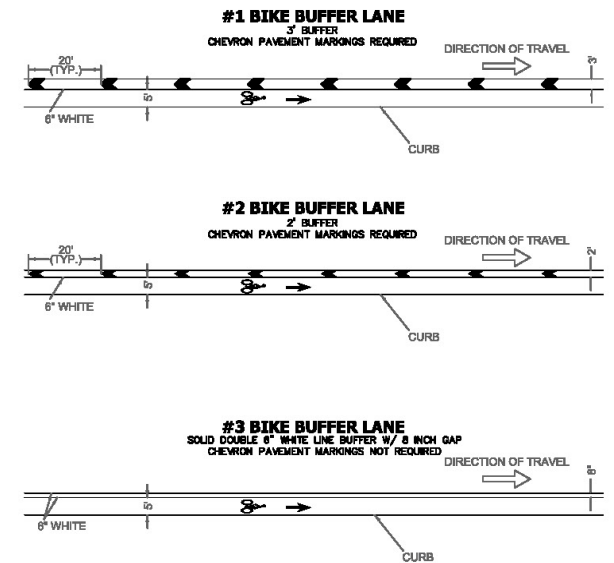 #1 BIKE BUFFER LANE
3' BUFFER
CHEVRON PAVEMENT MARKINGS REQUIRED
DIRECTION OF TRAVEL
20'
(TYP.)
5'
3'
6" WHITE
CURB
#2 BIKE BUFFER LANE
2' BUFFER
CHEVRON PAVEMENT MARKINGS REQUIRED
DIRECTION OF TRAVEL
20'
(TYP.)
5'
2'
6" WHITE
CURB
#3 BIKE BUFFER LANE
SOLID DOUBLE 6" WHITE LINE BUFFER W/ 8 INCH GAP
CHEVRON PAVEMENT MARKINGS NOT REQUIRED
DIRECTION OF TRAVEL
5'
8"
6" WHITE
CURB